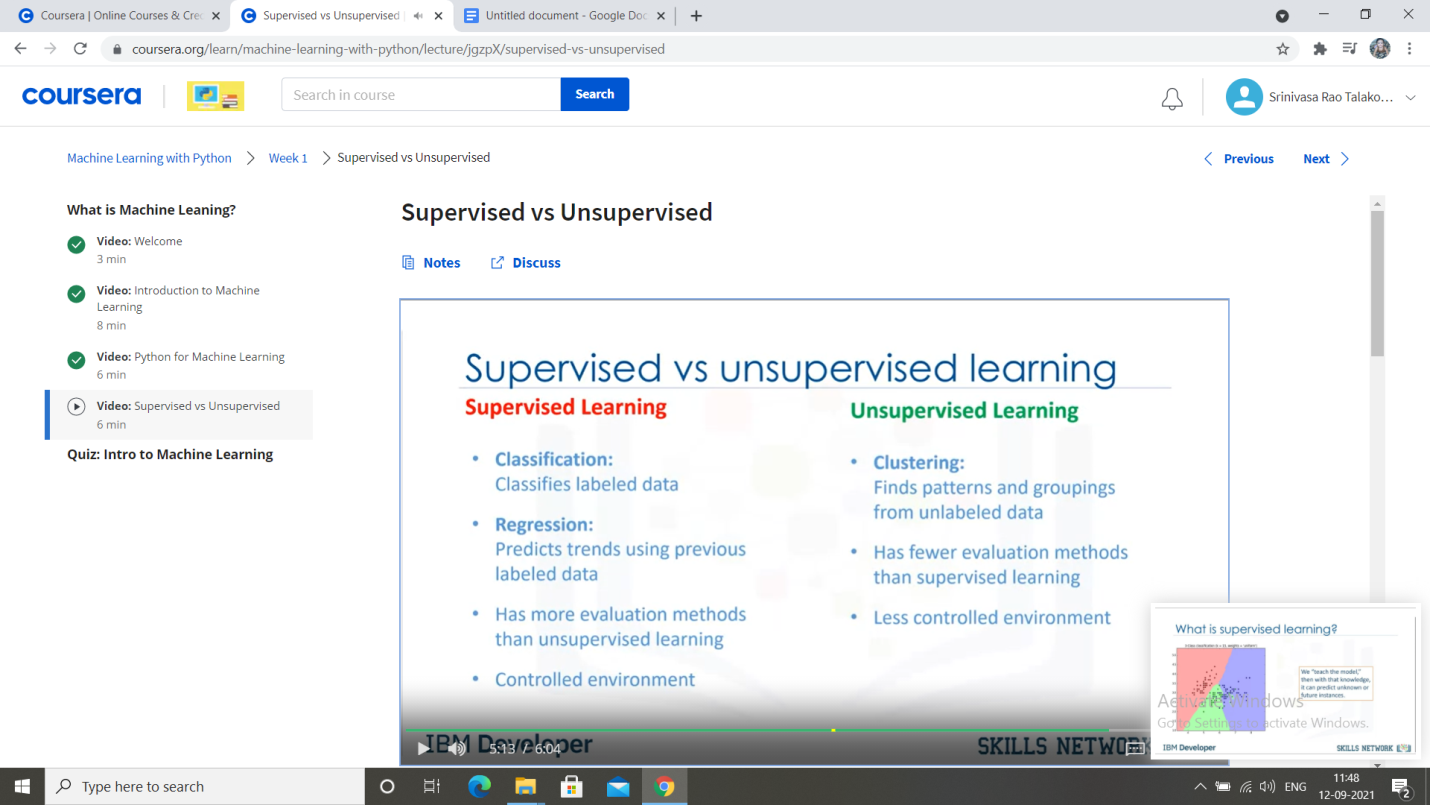 Coursera | Online Courses & Cre
Supervised vs Unsupervised |
Untitled document - Google Doc
coursera.org/learn/machine-learning-with-python/lecture/jgzpX/supervised-vs-unsupervised
coursera
Search in course
Search
Srinivasa Rao Talako...
Machine Learning with Python
Week 1
Supervised vs Unsupervised
Previous
Next
What is Machine Leaning?
Video: Welcome
3 min
Video: Introduction to Machine
Learning
8 min
Video: Python for Machine Learning
6 min
Video: Supervised vs Unsupervised
6 min
Quiz: Intro to Machine Learning
Supervised vs Unsupervised
Notes
Discuss
Supervised vs unsupervised learning
Supervised Learning
• Classification:
Classifies labeled data
• Regression:
Predicts trends using previous
labeled data
• Has more evaluation methods
than unsupervised learning
• Controlled environment
Unsupervised Learning
• Clustering:
Finds patterns and groupings
from unlabeled data
• Has fewer evaluation methods
than supervised learning
• Less controlled environment
IBM Developer
SKILLS NETWO
5:13 / 6:04
What is supervised learning?
We "teach the model,"
then with that knowledge,
it can predict unknown or
future instances.
IBM Developer
SKILLS NETWORK
Activate Windows
Go to Settings to activate Windows.
Type here to search
ENG
11:48
12-09-2021
2